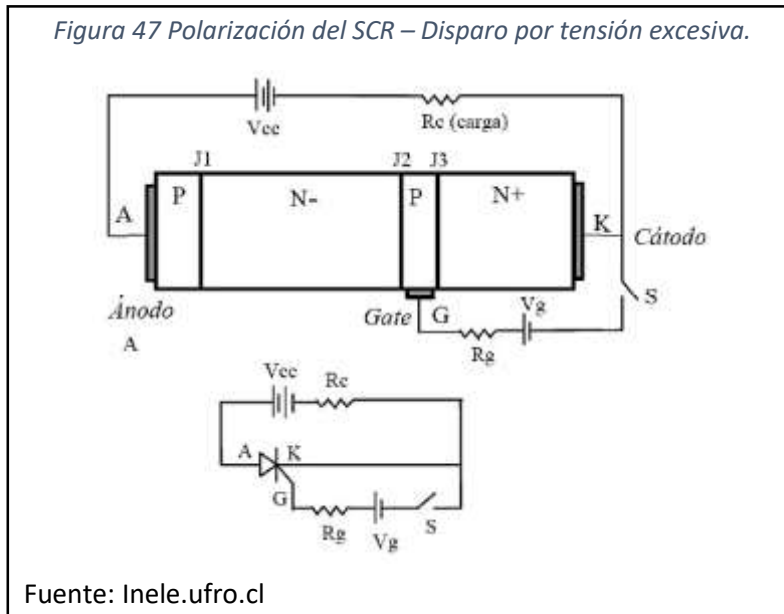 Figura 47 Polarización del SCR – Disparo por tensión excesiva.
Vcc
Rc (carga)
J1
J2
J3
A
P
N-
P
N+
K
Cátodo
Ánodo
A
Gate
G
Rg
Vg
S
Vcc
Rc
A
K
G
Rg
Vg
S
Fuente: Inele.ufro.cl